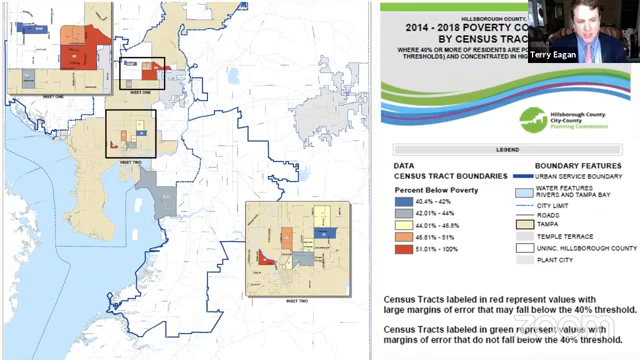 HILLSBOROUGH COUNTY,
2014 - 2018 POVERTY CO
BY CENSUS TRAC
WHERE 40% OR MORE OF RESIDENTS ARE PO
THRESHOLDS) AND CONCENTRATED IN HIG
Terry Eagan
Hillsborough County
City-County
Planning Commission
LEGEND
DATA
CENSUS TRACT BOUNDARIES
Percent Below Poverty
40.4% - 42%
42.01% - 44%
44.01% - 46.8%
46.81% - 51%
51.01% - 100%
BOUNDARY FEATURES
URBAN SERVICE BOUNDARY
WATER FEATURES
RIVERS AND TAMPA BAY
CITY LIMIT
ROADS
TAMPA
TEMPLE TERRACE
UNINC. HILLSBOROUGH COUNTY
PLANT CITY
Census Tracts labeled in red represent values with
large margins of error that may fall below the 40% threshold.
Census Tracts labeled in green represent values with
margins of error that do not fall below the 40% threshold.
zoom
INSET ONE
INSET ONE
INSET TWO
INSET TWO